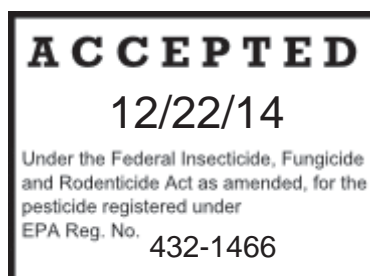 ACCEPTED
12/22/14
Under the Federal Insecticide, Fungicide
and Rodenticide Act as amended, for the
pesticide registered under
EPA Reg. No. 432-1466